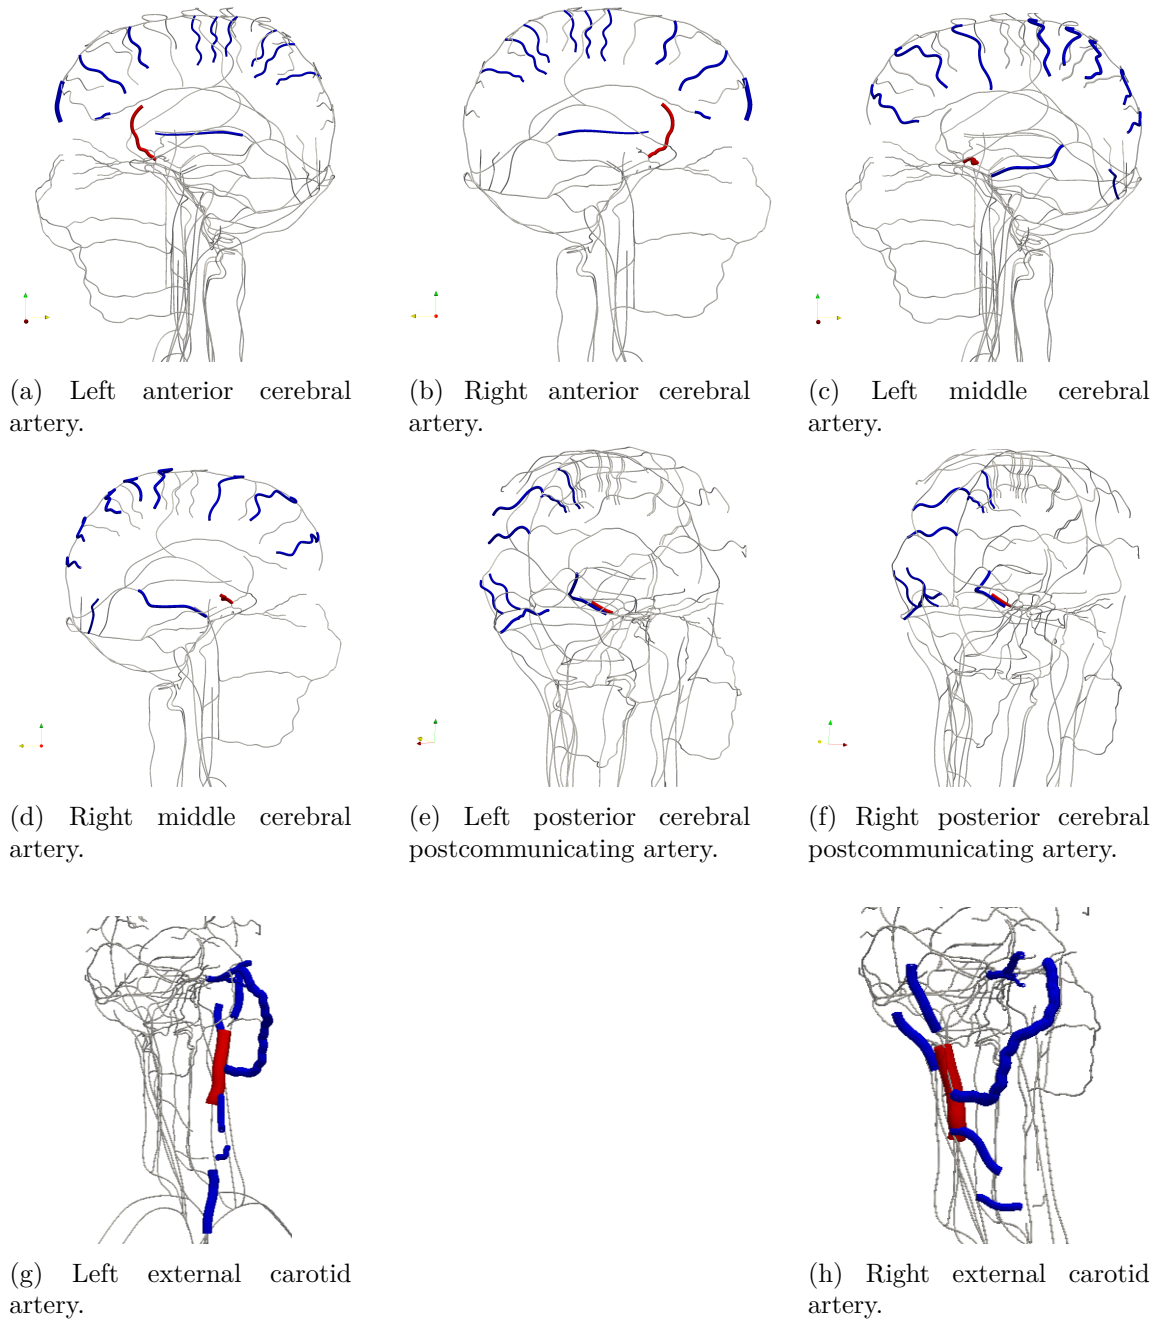 (a) Left anterior cerebral
artery.
(b) Right anterior cerebral
artery.
(c) Left middle cerebral
artery.
(d) Right middle cerebral
artery.
(e) Left posterior cerebral
postcommunicating artery.
(f) Right posterior cerebral
postcommunicating artery.
(g) Left external carotid
artery.
(h) Right external carotid
artery.